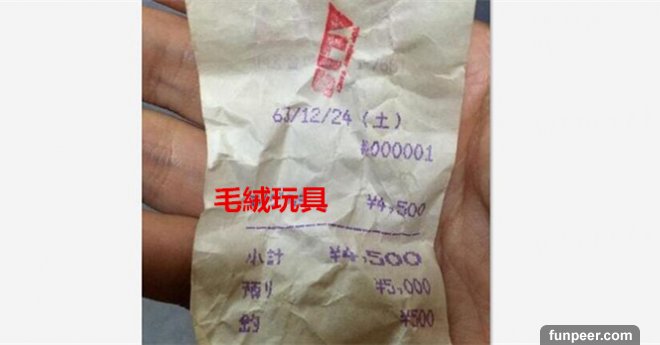 63/12/24 (土)
#000001
毛絨玩具 ¥4,500
小計 ¥4,500
預り ¥5,000
釣 ¥500
funpeer.com